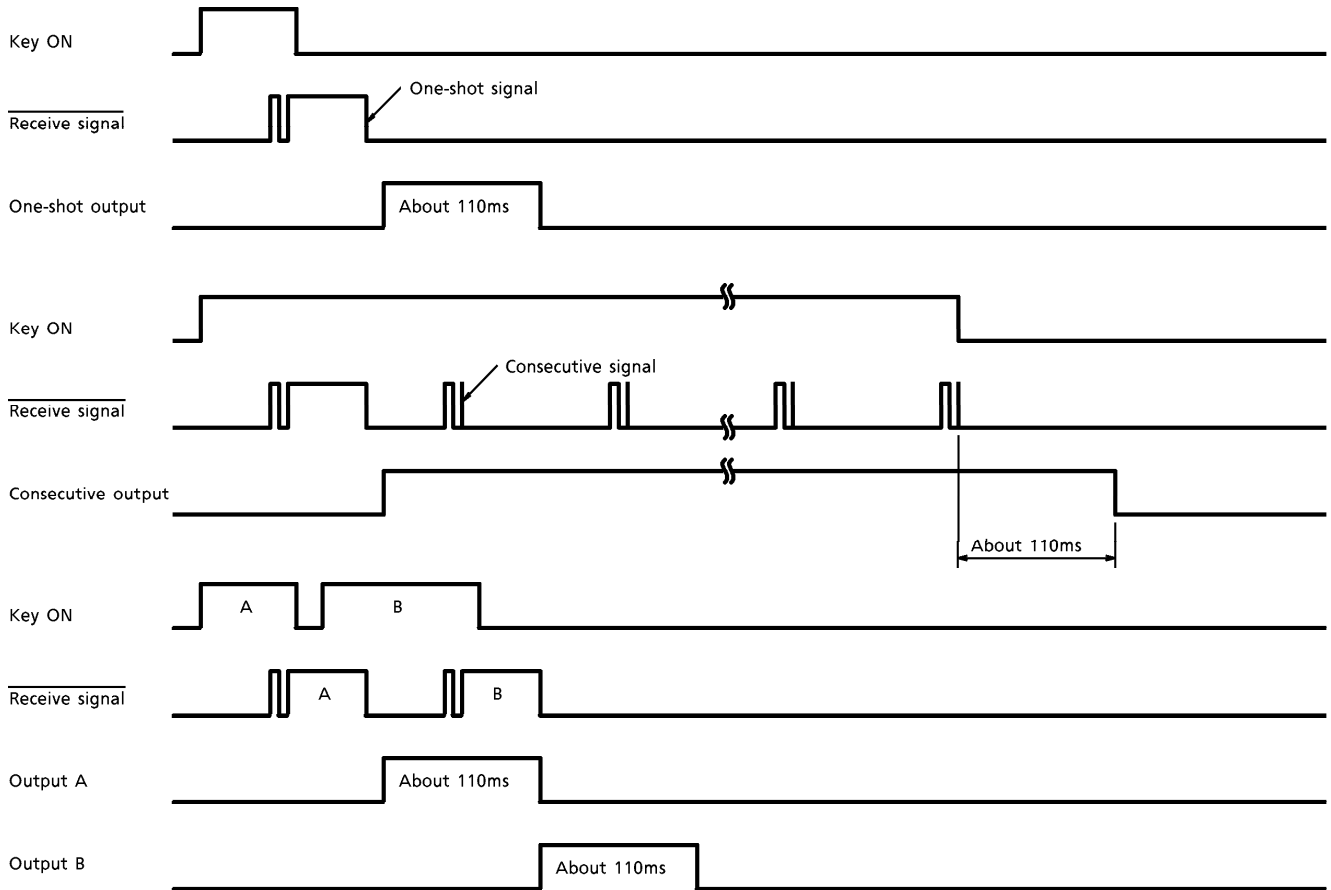 Key ON
One-shot signal
Receive signal
One-shot output
About 110ms
Key ON
Consecutive signal
Receive signal
Consecutive output
About 110ms
Key ON
A
B
Receive signal
A
B
Output A
About 110ms
Output B
About 110ms